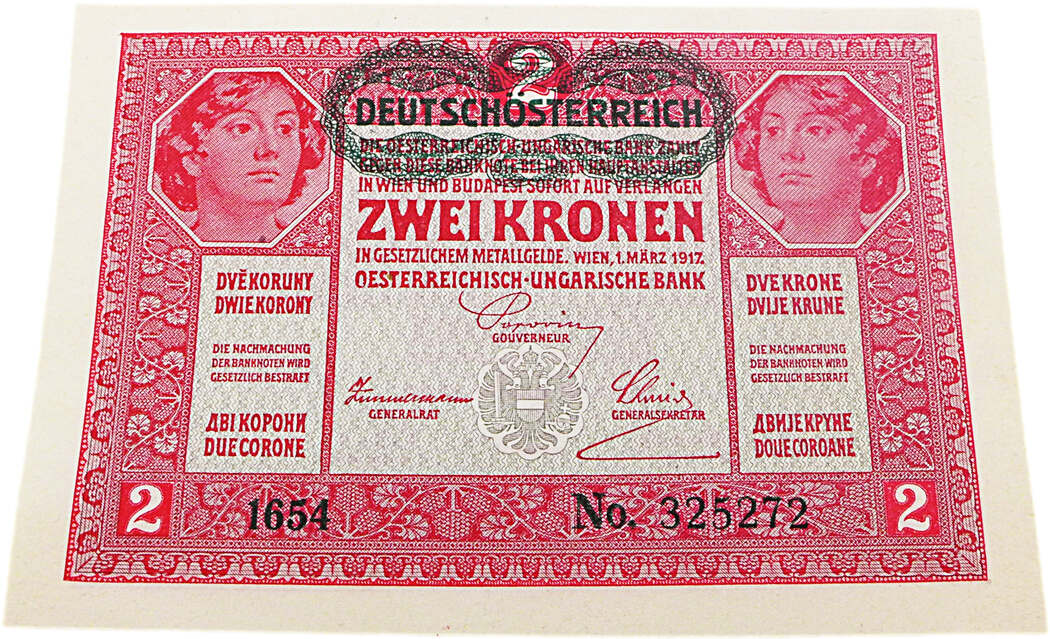 2
DEUTSCHÖSTERREICH
DIE OESTERREICHISCH-UNGARISCHE BANK ZAHLT
GEGEN DIESE BANKNOTE BEI IHREN HAUPTANSTALTEN
IN WIEN UND BUDAPEST SOFORT AUF VERLANGEN
ZWEI KRONEN
IN GESETZLICHEM METALLGELDE. WIEN, 1. MÄRZ 1917.
OESTERREICHISCH-UNGARISCHE BANK
Popovics
GOUVERNEUR
Zimmermann
GENERALRAT
Schmid
GENERALSEKRETÄR
DVĚ KORUNY
DWIE KORONY
DIE NACHMACHUNG
DER BANKNOTEN WIRD
GESETZLICH BESTRAFT
ДВІ КОРОНИ
DUE CORONE
DVE KRONE
DVIJE KRUNE
DIE NACHMACHUNG
DER BANKNOTEN WIRD
GESETZLICH BESTRAFT
ДВИЈЕ КРУНЕ
DOUE COROANE
2
1654
No. 325272
2